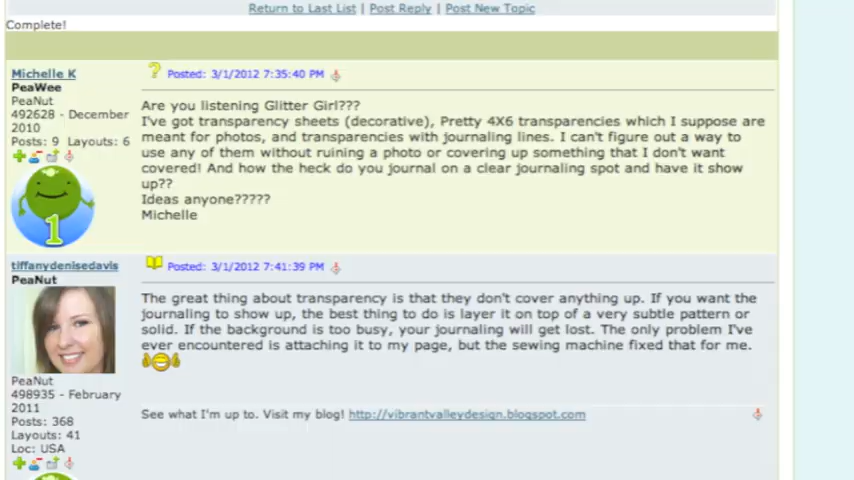 Return to Last List | Post Reply | Post New Topic
Complete!
Michelle K
PeaWee
PeaNut
492628 - December
2010
Posts: 9 Layouts: 6
1
Posted: 3/1/2012 7:35:40 PM
Are you listening Glitter Girl???
I've got transparency sheets (decorative), Pretty 4X6 transparencies which I suppose are
meant for photos, and transparencies with journaling lines. I can't figure out a way to
use any of them without ruining a photo or covering up something that I don't want
covered! And how the heck do you journal on a clear journaling spot and have it show
up??
Ideas anyone?????
Michelle
tiffanydenisedavis
PeaNut
PeaNut
498935 - February
2011
Posts: 368
Layouts: 41
Loc: USA
Posted: 3/1/2012 7:41:39 PM
The great thing about transparency is that they don't cover anything up. If you want the
journaling to show up, the best thing to do is layer it on top of a very subtle pattern or
solid. If the background is too busy, your journaling will get lost. The only problem I've
ever encountered is attaching it to my page, but the sewing machine fixed that for me.
See what I'm up to. Visit my blog! http://vibrantvalleydesign.blogspot.com